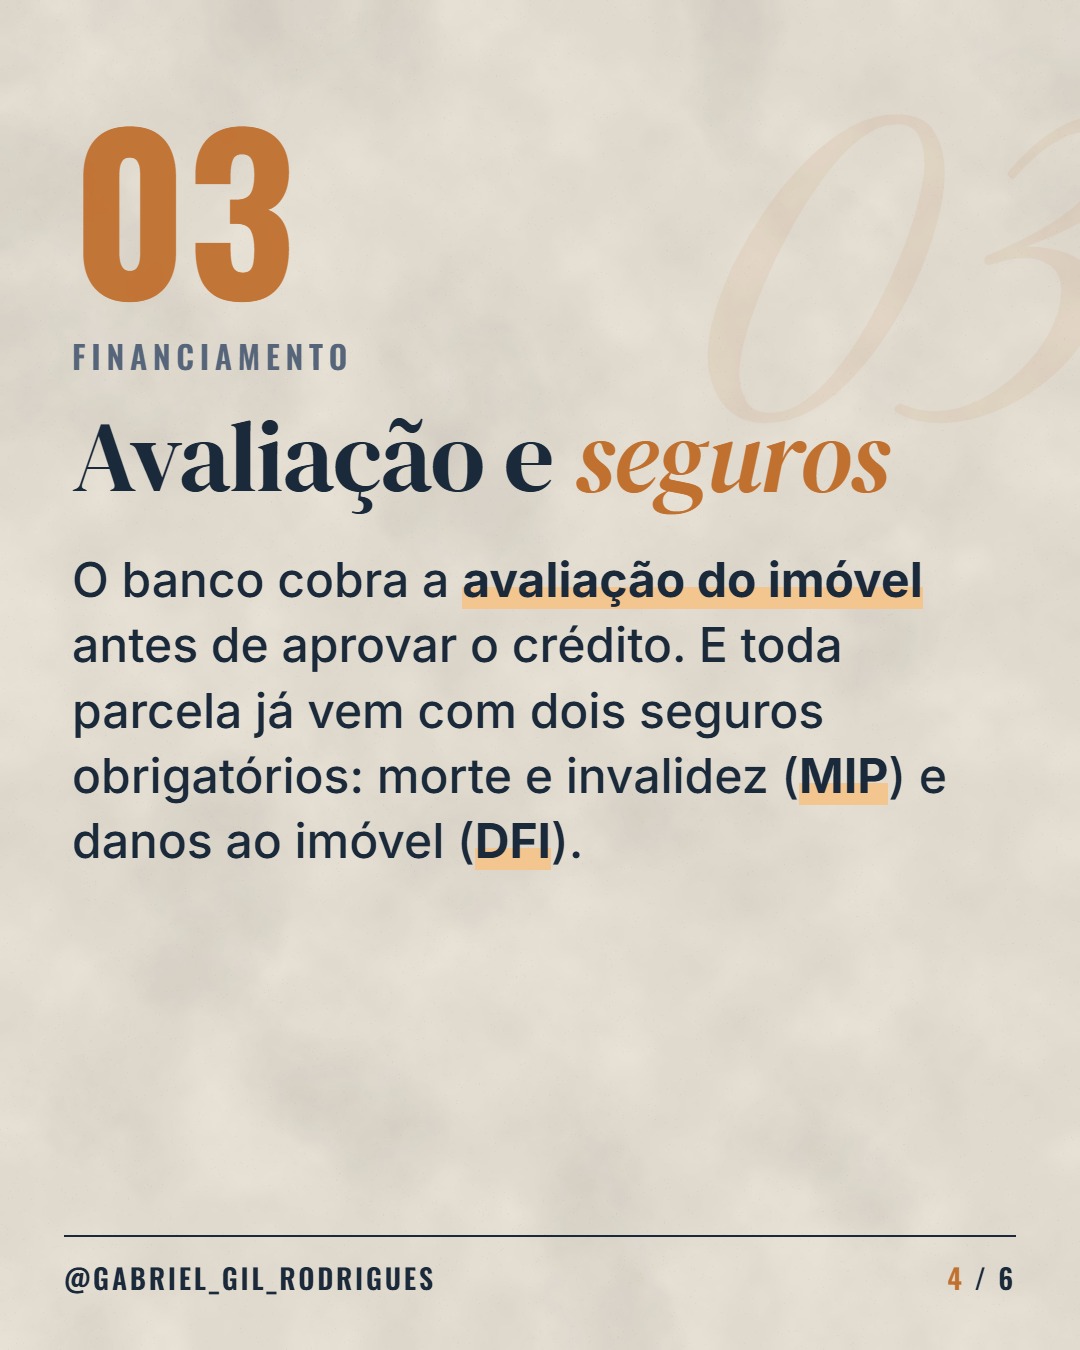 03
03
FINANCIAMENTO
Avaliação e seguros
O banco cobra a avaliação do imóvel
antes de aprovar o crédito. E toda
parcela já vem com dois seguros
obrigatórios: morte e invalidez (MIP) e
danos ao imóvel (DFI).
@GABRIEL_GIL_RODRIGUES
4 / 6